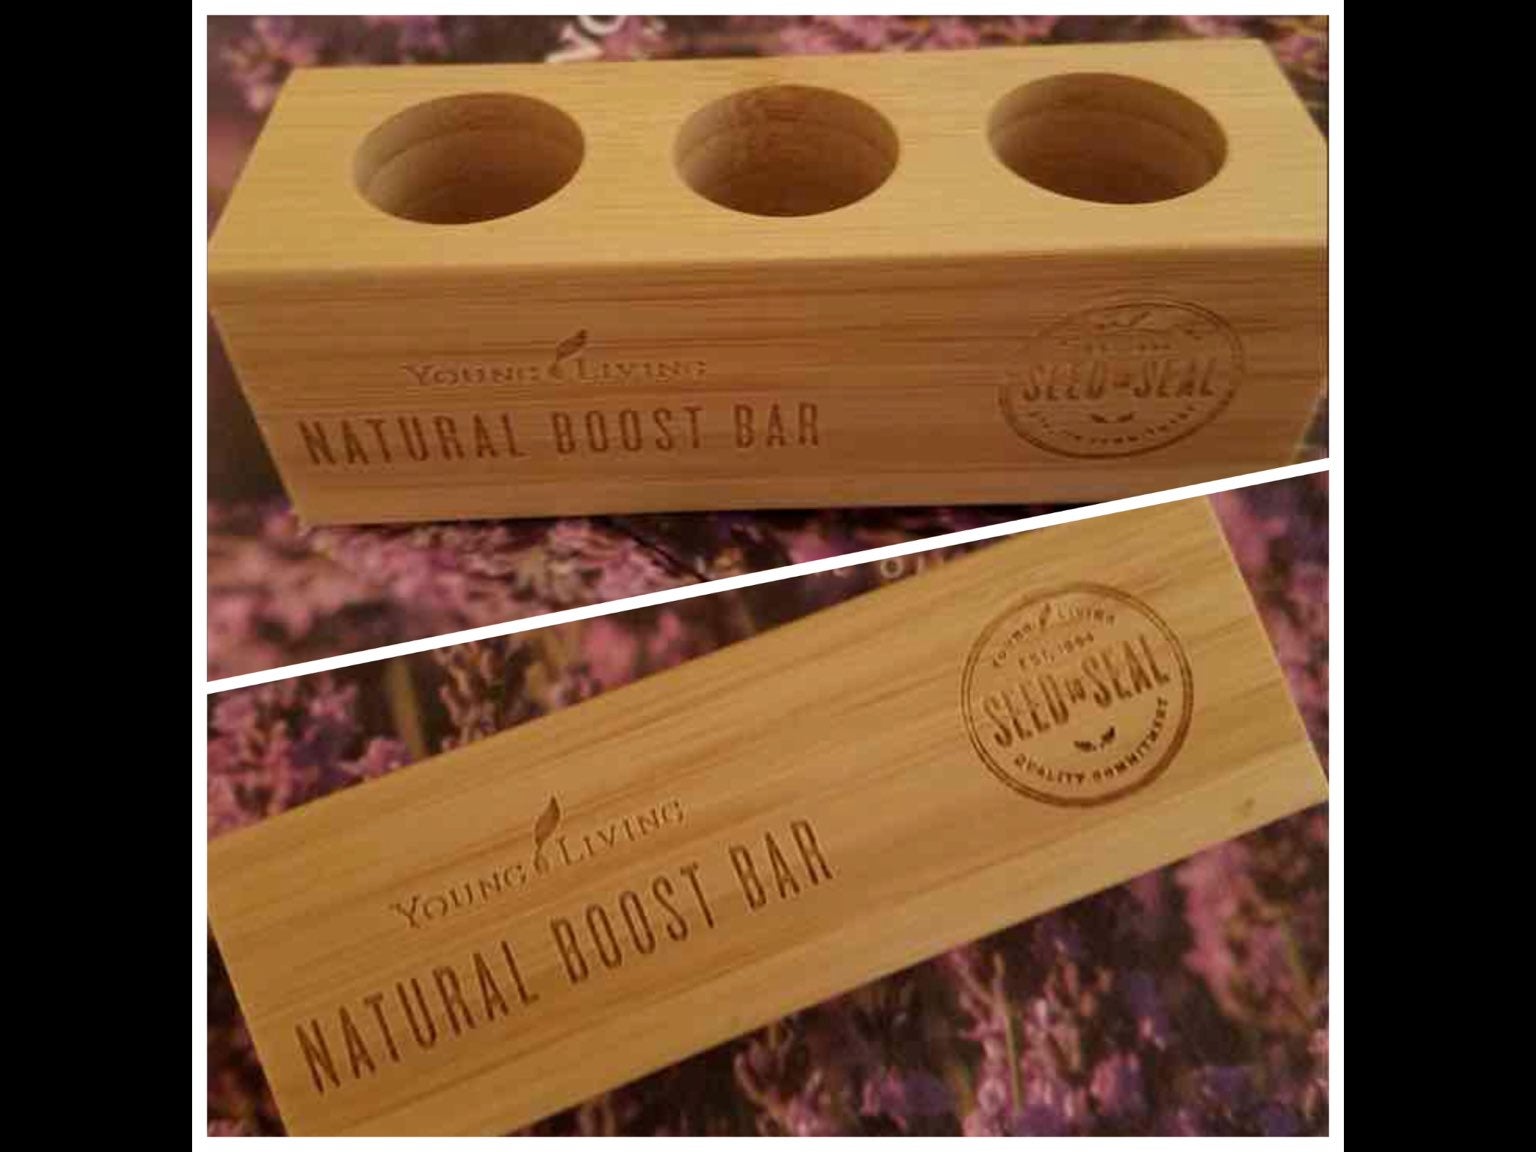 YOUNG LIVING
NATURAL BOOST BAR
SEED to SEAL
YOUNG LIVING
EST. 1994
SEED to SEAL
QUALITY COMMITMENT
YOUNG LIVING
NATURAL BOOST BAR